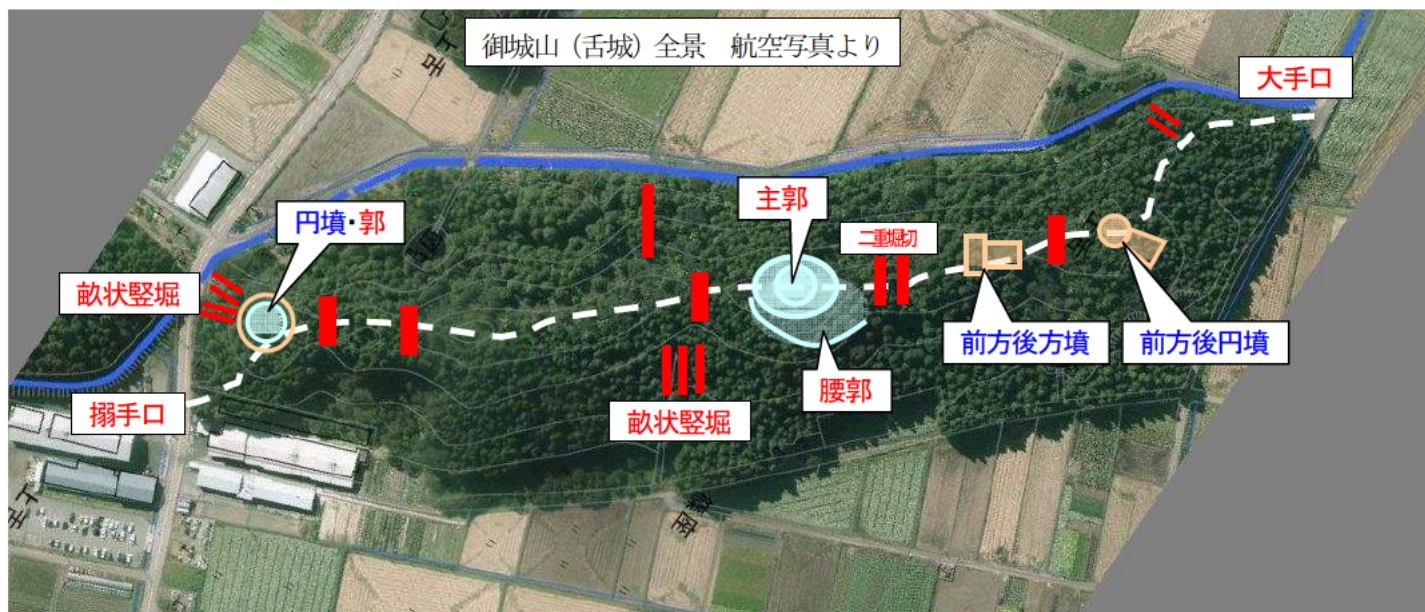 御城山（舌城）全景　航空写真より
大手口
主郭
円墳・郭
二重堀切
畝状竪堀
前方後方墳
前方後円墳
腰郭
搦手口
畝状竪堀